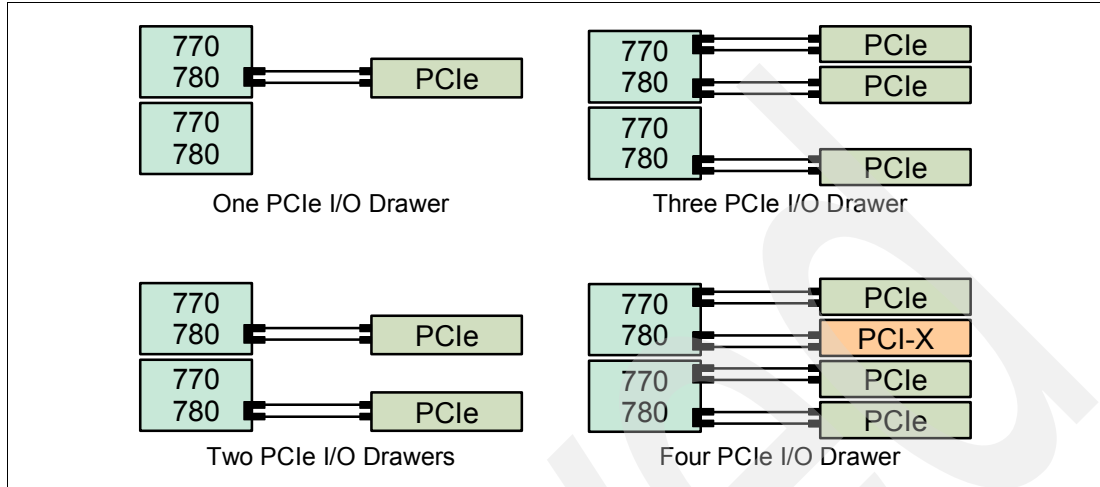 770
780
PCIe
770
780
One PCIe I/O Drawer
770
780
PCIe
PCIe
770
780
PCIe
Three PCIe I/O Drawer
770
780
PCIe
770
780
PCIe
Two PCIe I/O Drawers
770
780
PCIe
PCI-X
770
780
PCIe
PCIe
Four PCIe I/O Drawer